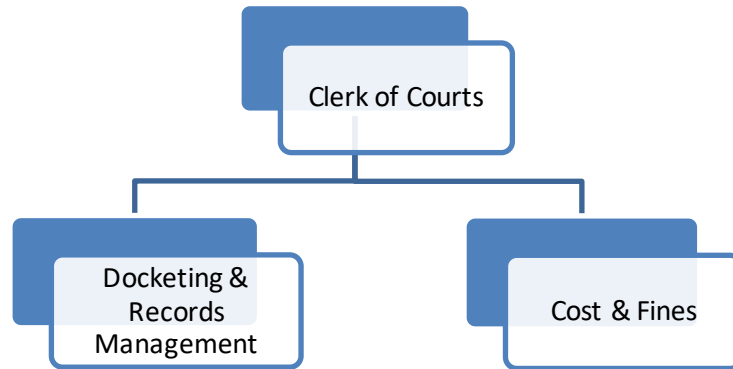 Clerk of Courts
Docketing &
Records
Management
Cost & Fines